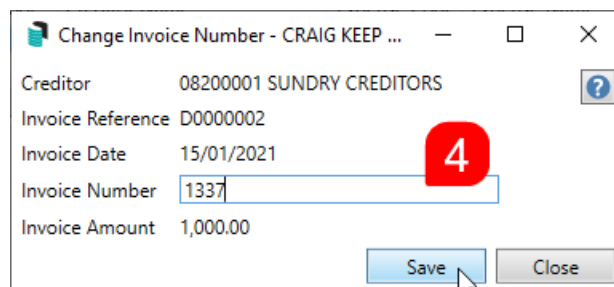 Change Invoice Number - CRAIG KEEP ...
Creditor 08200001 SUNDRY CREDITORS
?
Invoice Reference D0000002
Invoice Date 15/01/2021
4
Invoice Number 1337
Invoice Amount 1,000.00
Save Close